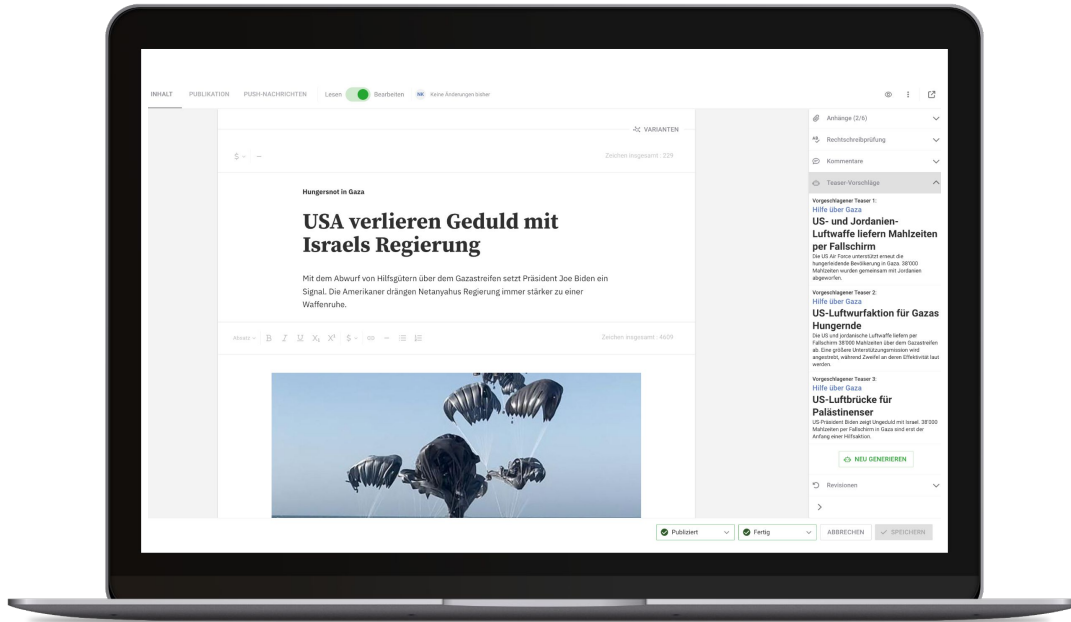 INHALT PUBLIKATION PUSH-NACHRICHTEN Lesen Bearbeiten NK Keine Änderungen bisher
VARIANTEN
$ Zeichen insgesamt: 229
Hungersnot in Gaza
USA verlieren Geduld mit
Israels Regierung
Mit dem Abwurf von Hilfsgütern über dem Gazastreifen setzt Präsident Joe Biden ein
Signal. Die Amerikaner drängen Netanyahus Regierung immer stärker zu einer
Waffenruhe.
Absatz B I U X₁ X¹ $ Zeichen insgesamt: 4609
Anhänge (2/6)
Rechtschreibprüfung
Kommentare
Teaser-Vorschläge
Vorgeschlagener Teaser 1:
Hilfe über Gaza
US- und Jordanien-
Luftwaffe liefern Mahlzeiten
per Fallschirm
Die US Air Force unterstützt erneut die
hungerleidende Bevölkerung in Gaza. 38'000
Mahlzeiten wurden gemeinsam mit Jordanien
abgeworfen.
Vorgeschlagener Teaser 2:
Hilfe über Gaza
US-Luftwurfaktion für Gazas
Hungernde
Die US und jordanische Luftwaffe liefern per
Fallschirm 38'000 Mahlzeiten über dem Gazastreifen
ab. Eine größere Unterstützungsmission wird
angestrebt, während Zweifel an deren Effektivität laut
werden.
Vorgeschlagener Teaser 3:
Hilfe über Gaza
US-Luftbrücke für
Palästinenser
US-Präsident Biden zeigt Ungeduld mit Israel. 38'000
Mahlzeiten per Fallschirm in Gaza sind erst der
Anfang einer Hilfsaktion.
NEU GENERIEREN
Revisionen
Publiziert Fertig ABBRECHEN SPEICHERN